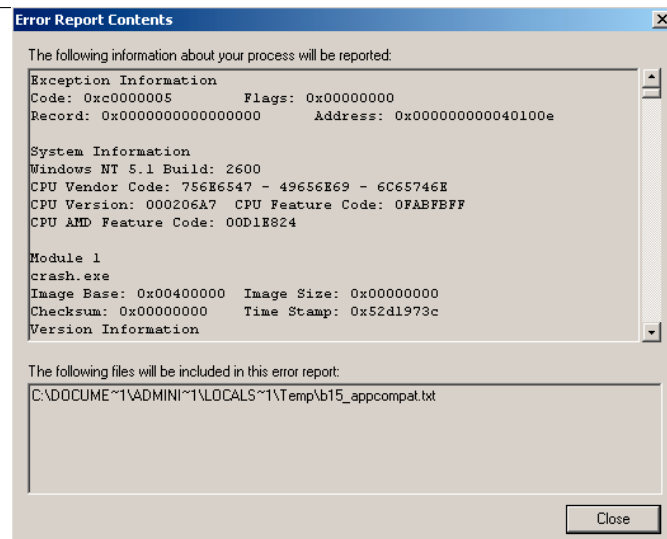 Error Report Contents
The following information about your process will be reported:
Exception Information
Code: 0xc0000005 Flags: 0x00000000
Record: 0x0000000000000000 Address: 0x000000000040100e
System Information
Windows NT 5.1 Build: 2600
CPU Vendor Code: 756E6547 - 49656E69 - 6C65746E
CPU Version: 000206A7 CPU Feature Code: 0FABFBFF
CPU AMD Feature Code: 00D1E824
Module 1
crash.exe
Image Base: 0x00400000 Image Size: 0x00000000
Checksum: 0x00000000 Time Stamp: 0x52d1973c
Version Information
The following files will be included in this error report:
C:\DOCUME~1\ADMINI~1\LOCALS~1\Temp\b15_appcompat.txt
Close